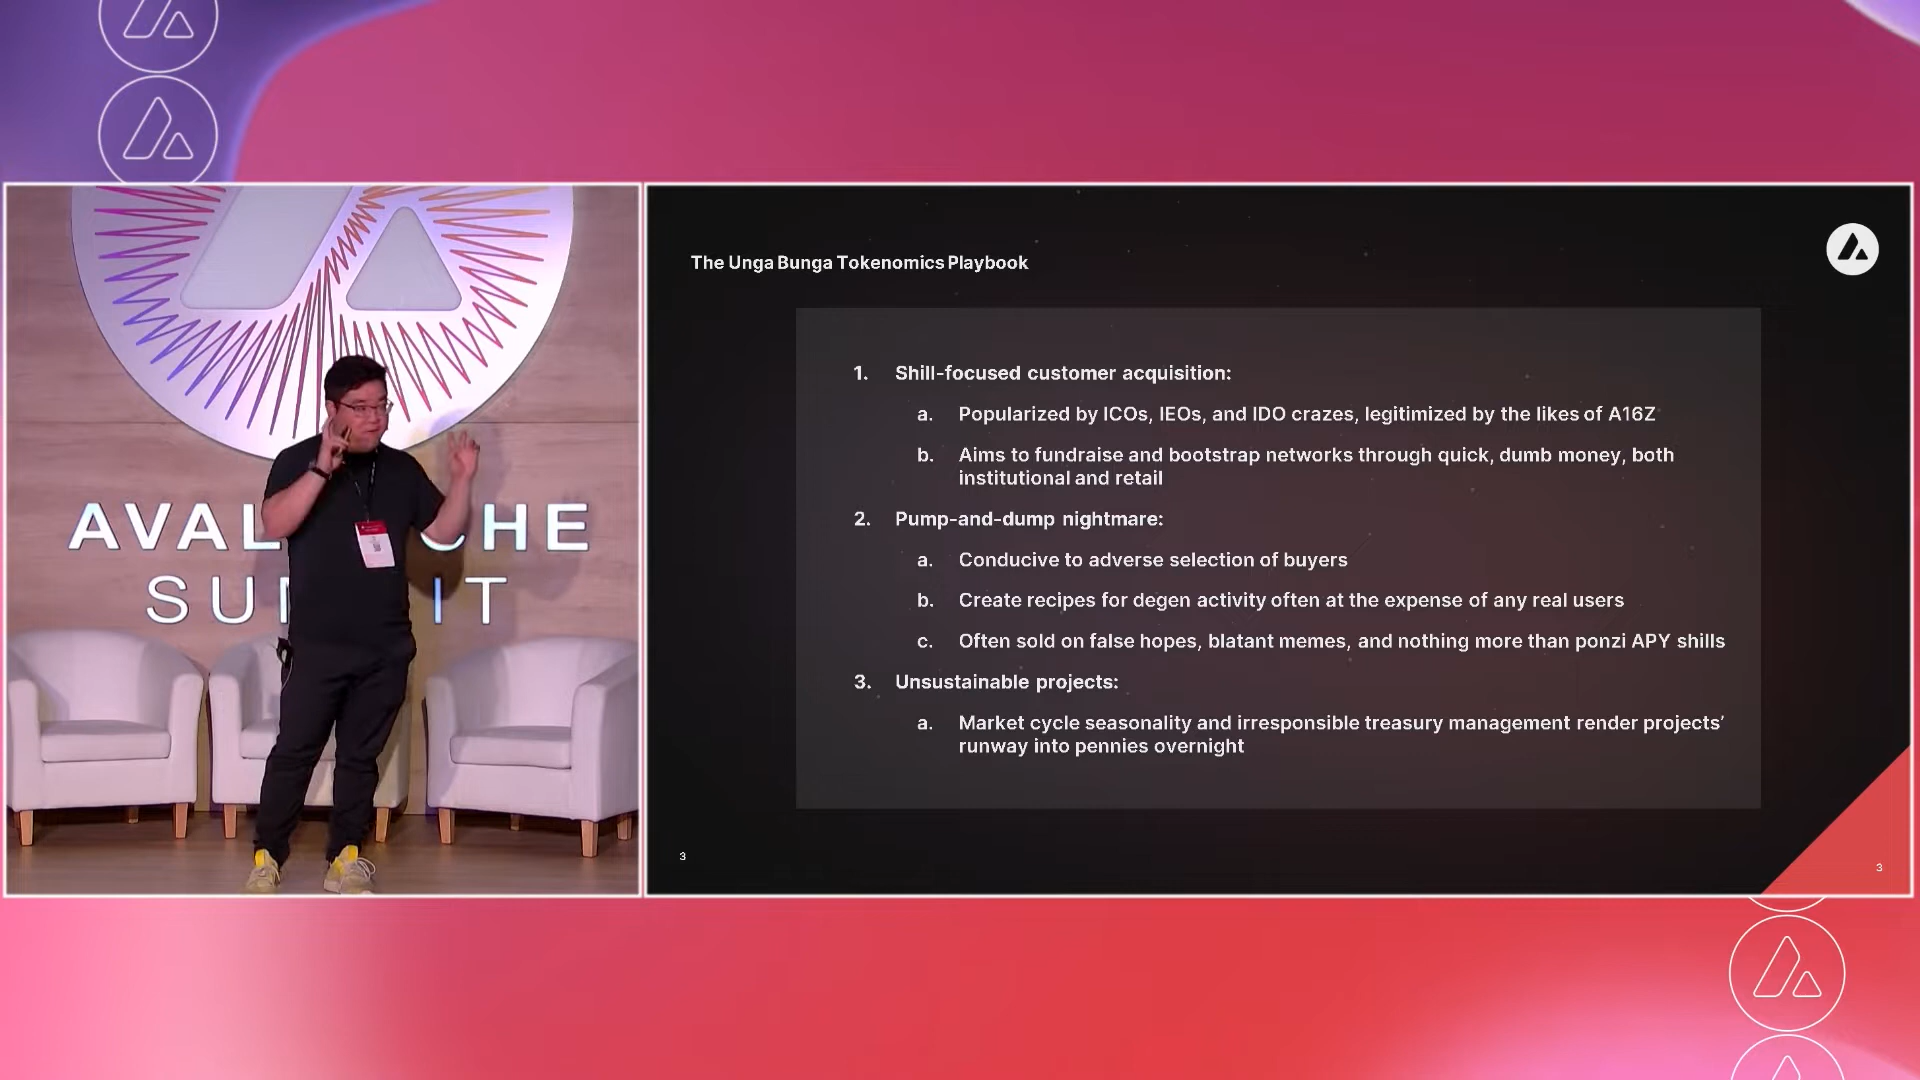 AVAL CHE
SU IT
The Unga Bunga Tokenomics Playbook
1. Shill-focused customer acquisition:
a. Popularized by ICOs, IEOs, and IDO crazes, legitimized by the likes of A16Z
b. Aims to fundraise and bootstrap networks through quick, dumb money, both
institutional and retail
2. Pump-and-dump nightmare:
a. Conducive to adverse selection of buyers
b. Create recipes for degen activity often at the expense of any real users
c. Often sold on false hopes, blatant memes, and nothing more than ponzi APY shills
3. Unsustainable projects:
a. Market cycle seasonality and irresponsible treasury management render projects’
runway into pennies overnight
3
3